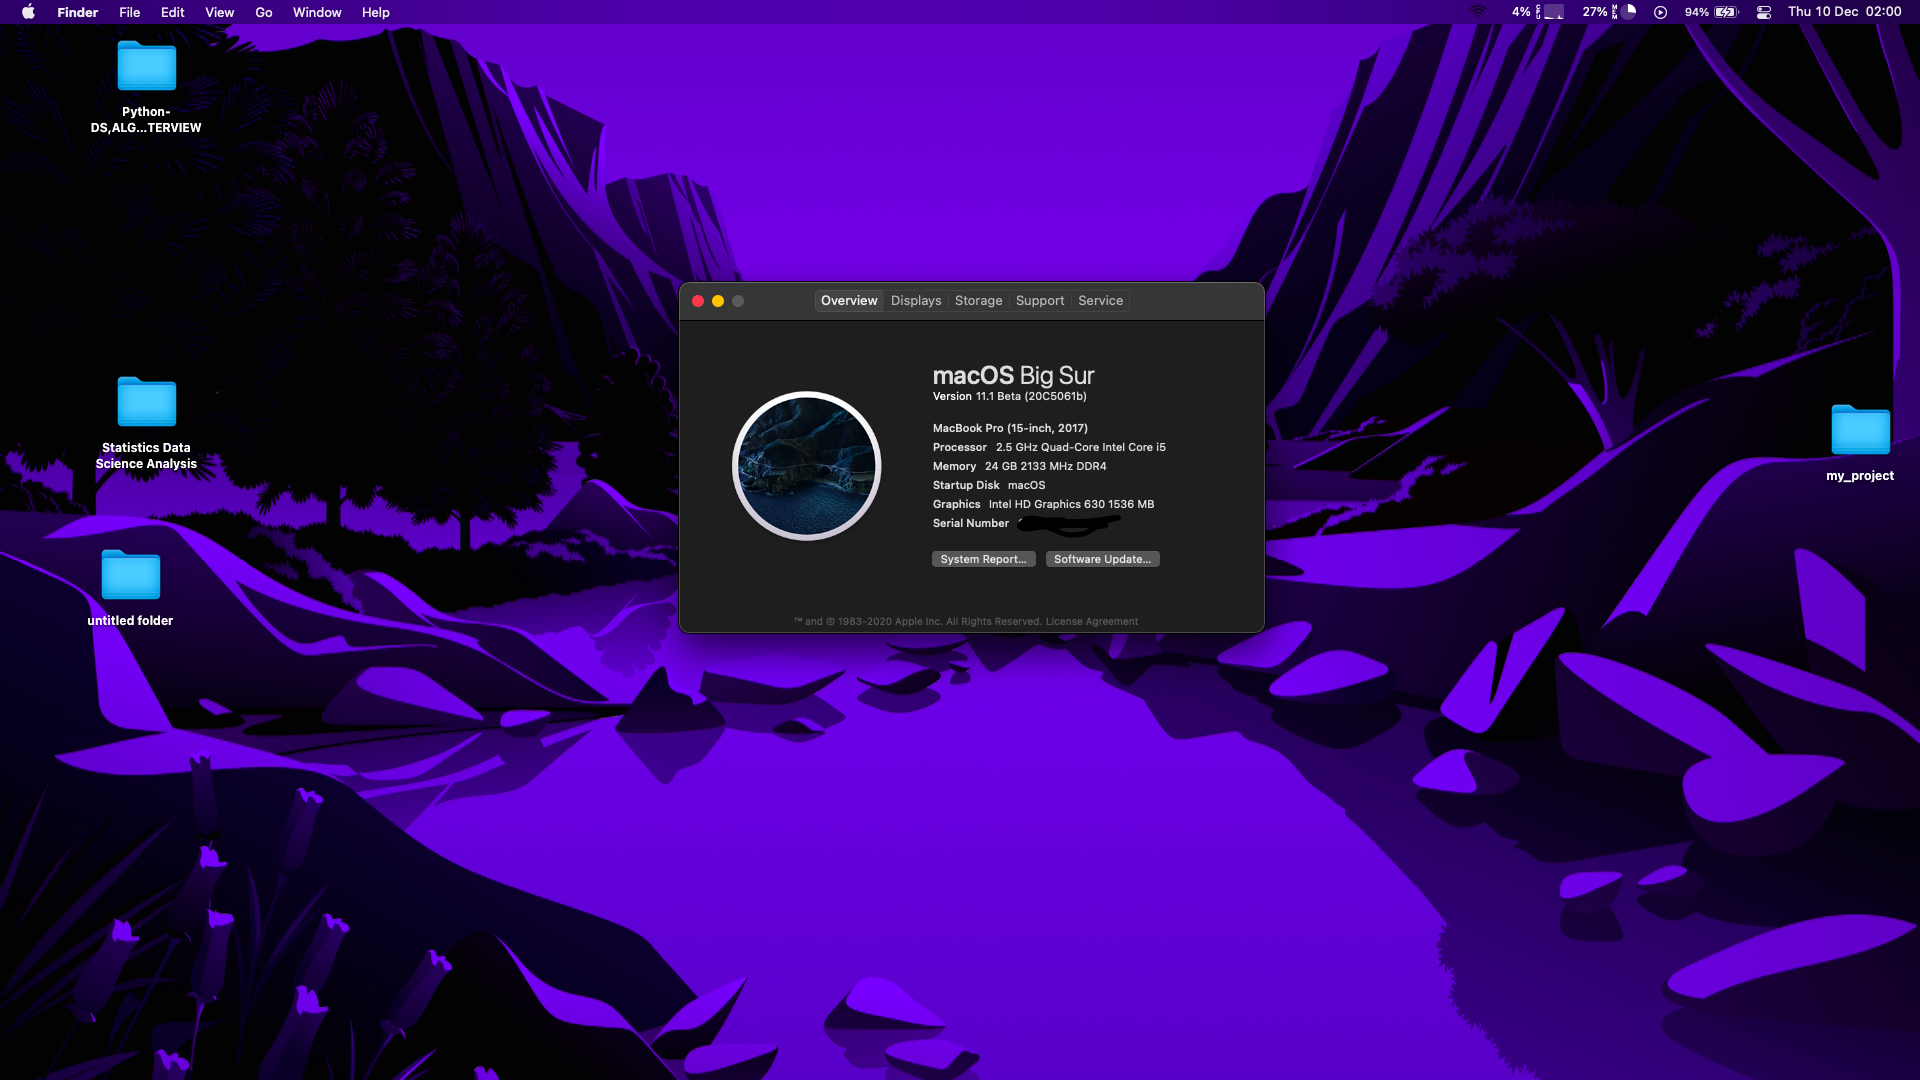 Finder File Edit View Go Window Help
4% CPU 27% MEM 94% Thu 10 Dec 02:00
Python-
DS,ALG...TERVIEW
Statistics Data
Science Analysis
untitled folder
my_project
Overview Displays Storage Support Service
macOS Big Sur
Version 11.1 Beta (20C5061b)
MacBook Pro (15-inch, 2017)
Processor 2.5 GHz Quad-Core Intel Core i5
Memory 24 GB 2133 MHz DDR4
Startup Disk macOS
Graphics Intel HD Graphics 630 1536 MB
Serial Number
System Report... Software Update...
™ and © 1983-2020 Apple Inc. All Rights Reserved. License Agreement